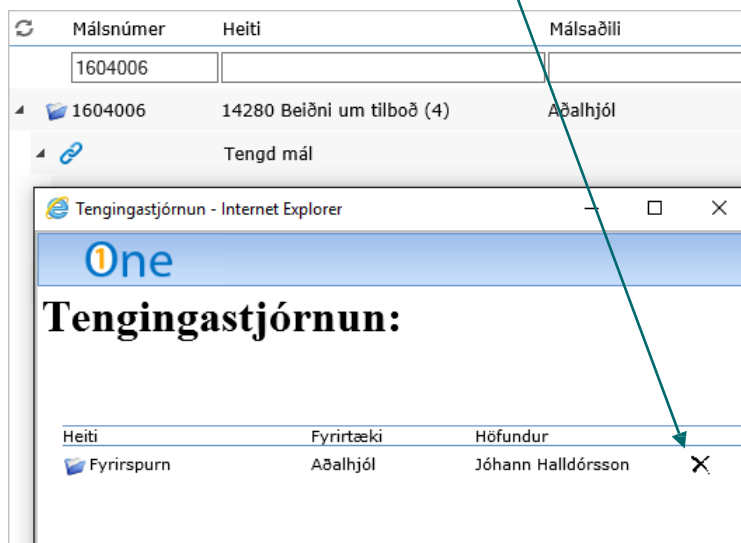 Málsnúmer Heiti Málsaðili
1604006
1604006 14280 Beiðni um tilboð (4) Aðalhjól
Tengd mál
Tengingastjórnun - Internet Explorer
One
Tengingastjórnun:
Heiti Fyrirtæki Höfundur
Fyrirspurn Aðalhjól Jóhann Halldórsson